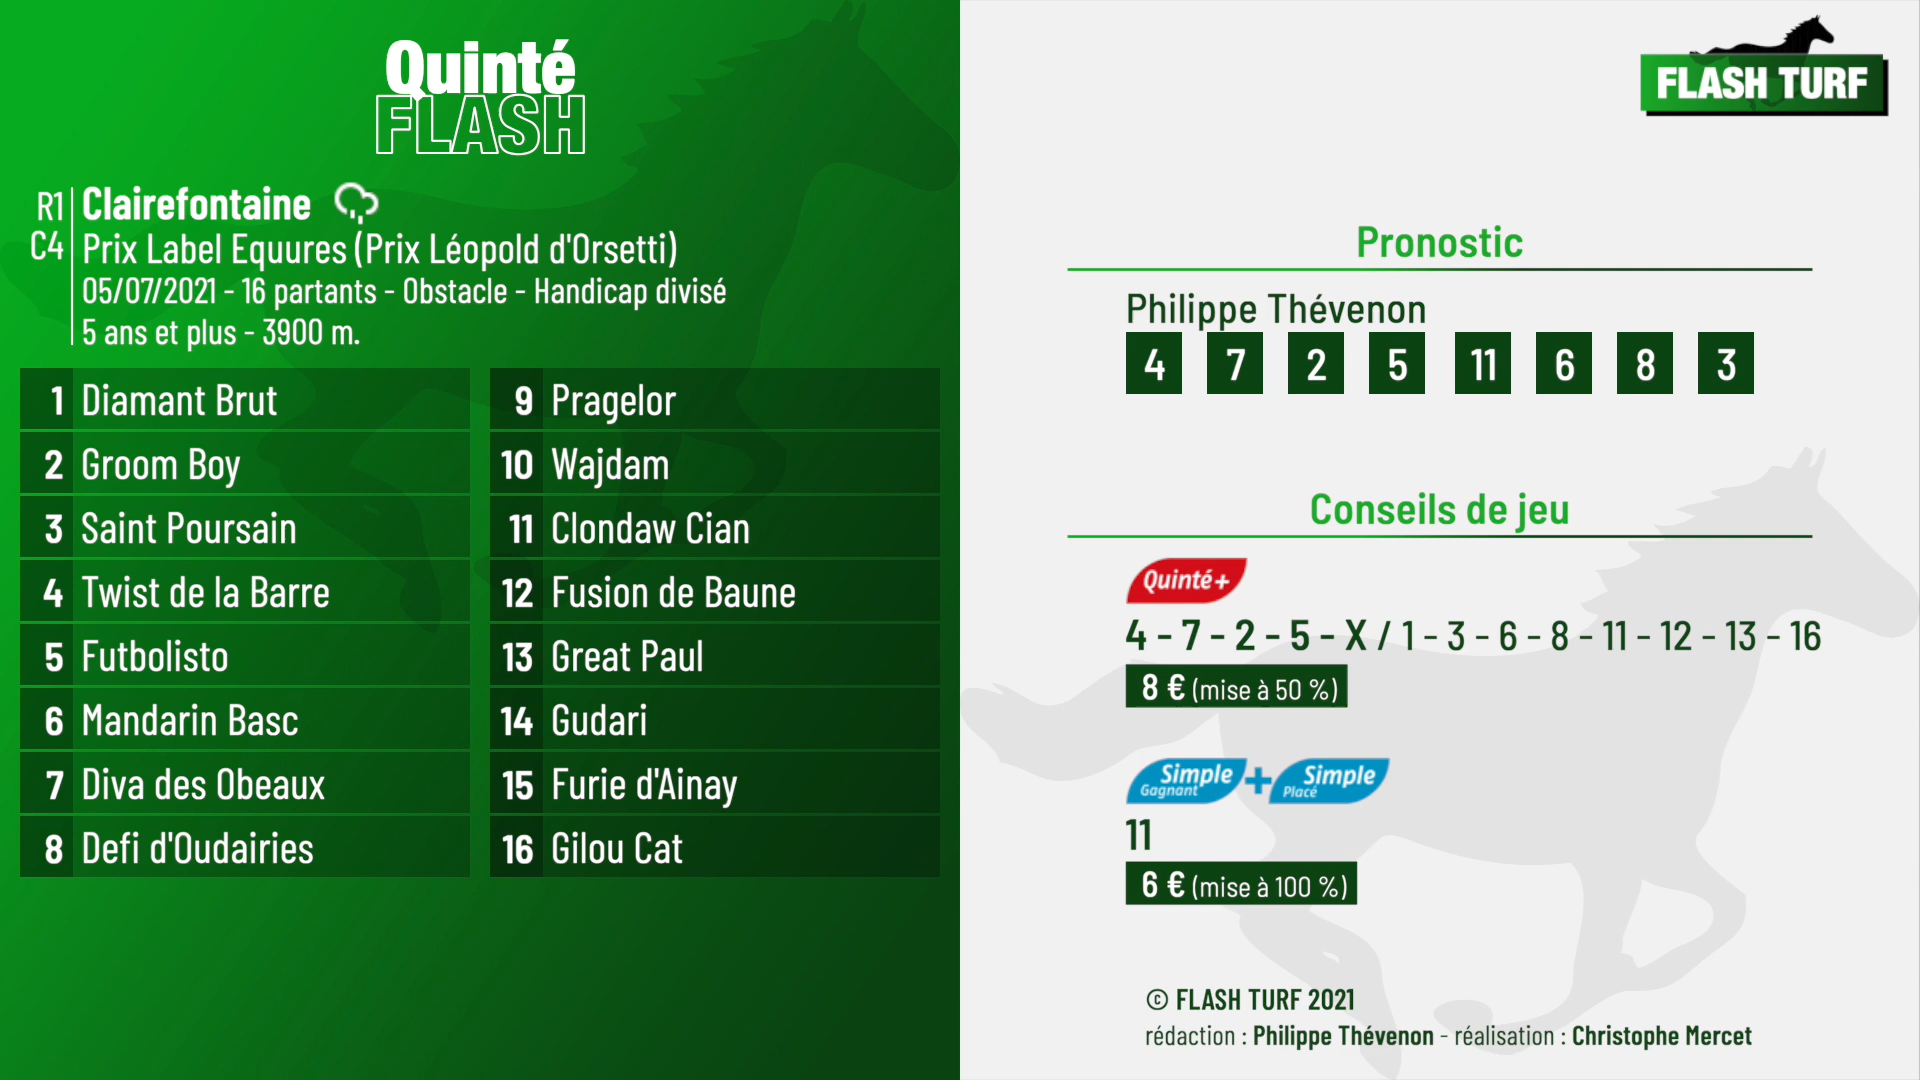 Quinté
FLASH
R1 Clairefontaine
C4 Prix Label Equures (Prix Léopold d'Orsetti)
05/07/2021 - 16 partants - Obstacle - Handicap divisé
5 ans et plus - 3900 m.
1 Diamant Brut
2 Groom Boy
3 Saint Poursain
4 Twist de la Barre
5 Futbolisto
6 Mandarin Basc
7 Diva des Obeaux
8 Defi d'Oudairies
9 Pragelor
10 Wajdam
11 Clondaw Cian
12 Fusion de Baune
13 Great Paul
14 Gudari
15 Furie d'Ainay
16 Gilou Cat
FLASH TURF
Pronostic
Philippe Thévenon
4 7 2 5 11 6 8 3
Conseils de jeu
Quinté+
4 - 7 - 2 - 5 - X / 1 - 3 - 6 - 8 - 11 - 12 - 13 - 16
8 € (mise à 50 %)
Simple Gagnant + Simple Placé
11
6 € (mise à 100 %)
© FLASH TURF 2021
rédaction : Philippe Thévenon - réalisation : Christophe Mercet